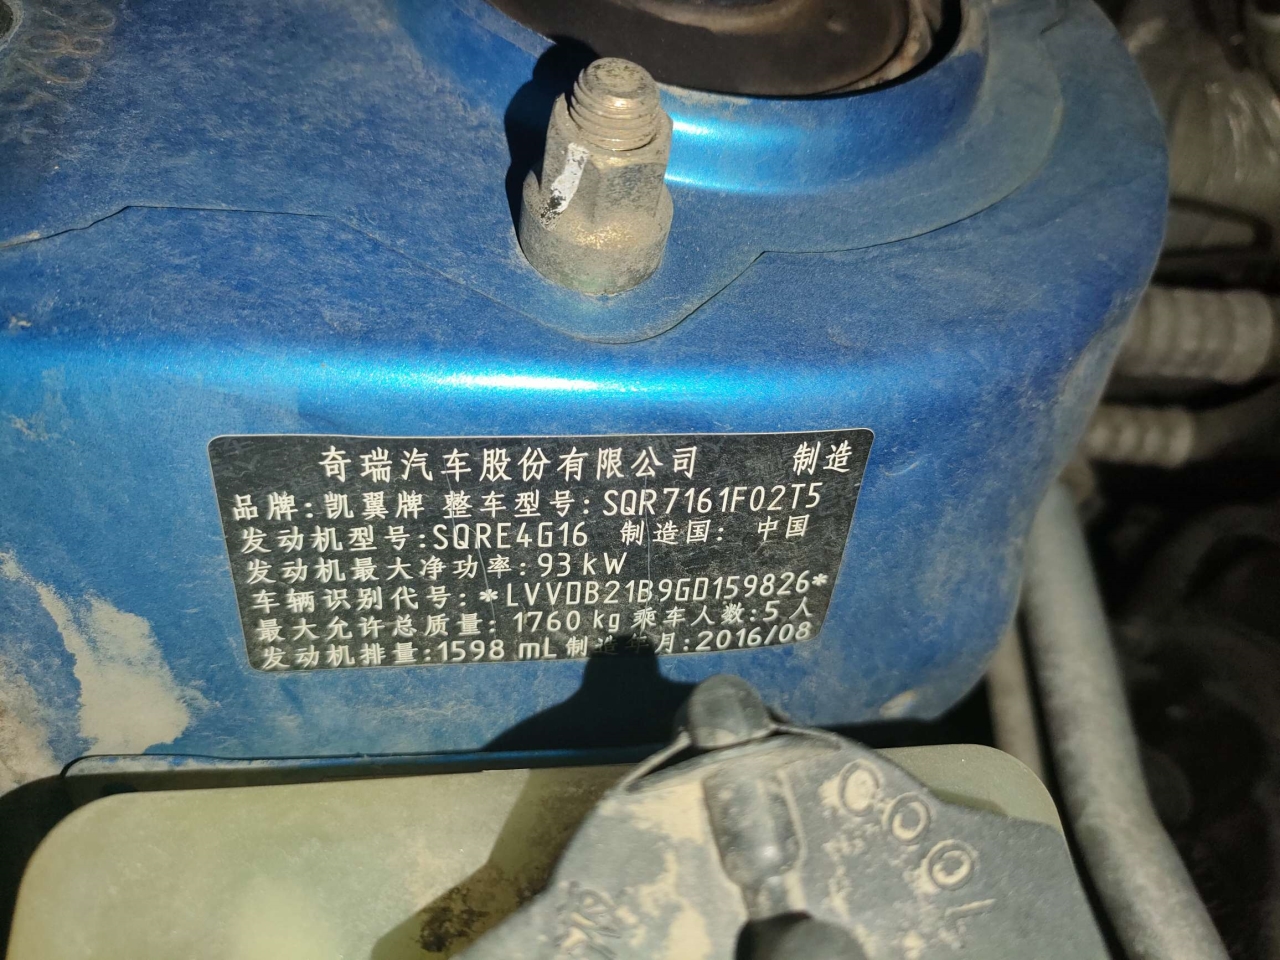 奇瑞汽车股份有限公司 制造
品牌:凯翼牌 整车型号:SQR7161F02T5
发动机型号:SQRE4G16 制造国:中国
发动机最大净功率:93kW
车辆识别代号:*LVVDB21B9GD159826*
最大允许总质量:1760kg 乘车人数:5人
发动机排量:1598 mL 制造年月:2016/08